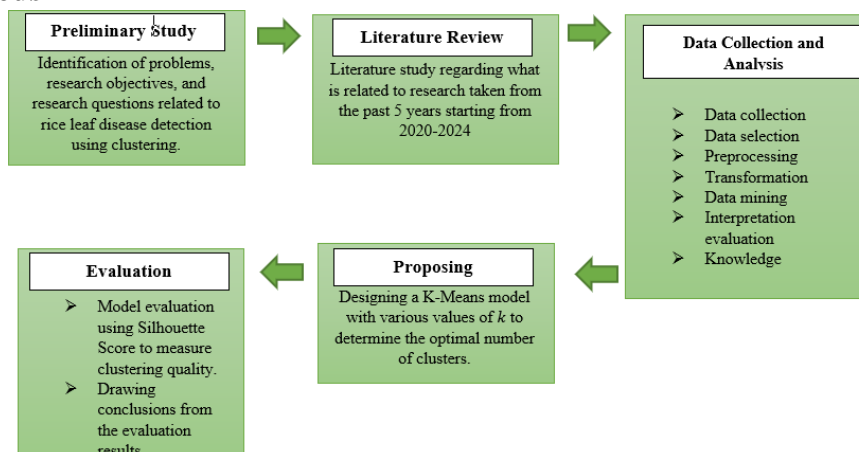 Preliminary Study
Identification of problems,
research objectives, and
research questions related to
rice leaf disease detection
using clustering.
Literature Review
Literature study regarding what
is related to research taken from
the past 5 years starting from
2020-2024
Data Collection and
Analysis
➤ Data collection
➤ Data selection
➤ Preprocessing
➤ Transformation
➤ Data mining
➤ Interpretation
evaluation
➤ Knowledge
Proposing
Designing a K-Means model
with various values of k to
determine the optimal number
of clusters.
Evaluation
➤ Model evaluation
using Silhouette
Score to measure
clustering quality.
➤ Drawing
conclusions from
the evaluation
results